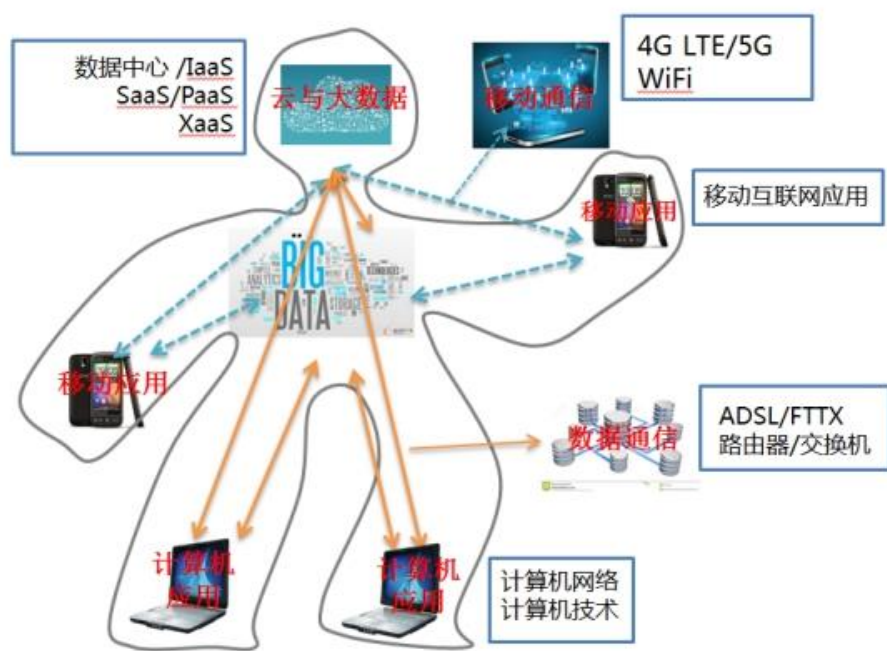 数据中心 /IaaS
SaaS/PaaS
XaaS
云与大数据
移动通信
4G LTE/5G
WiFi
移动应用
移动互联网应用
BIG
DATA
ANALYTICS
STORAGE
TECHNOLOGIES
移动应用
数据通信
ADSL/FTTX
路由器/交换机
计算机
应用
计算机
应用
计算机网络
计算机技术